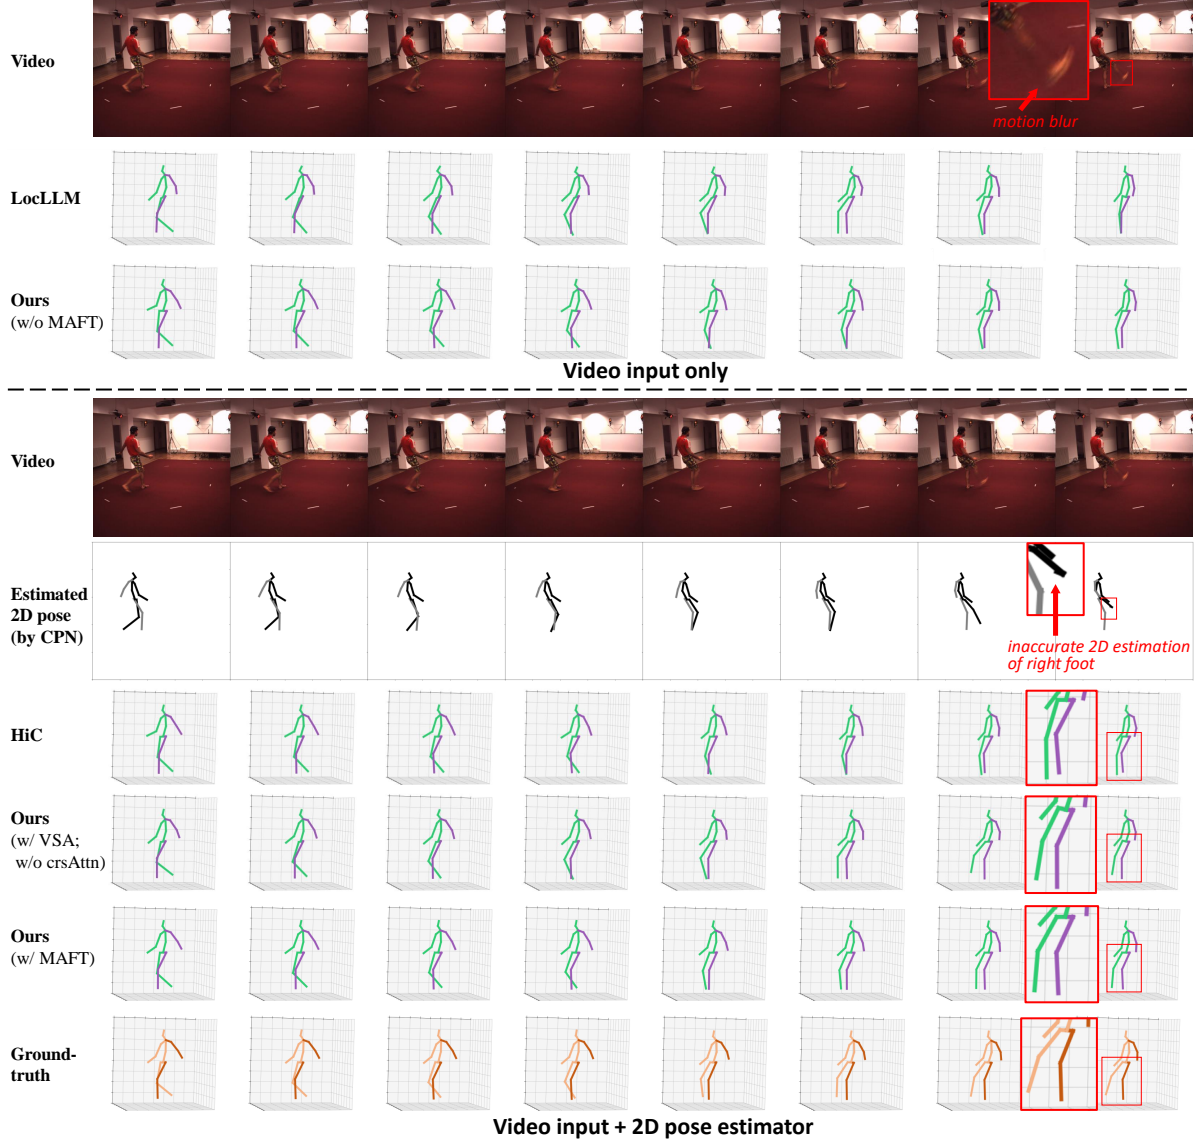 Video
motion blur
LocLLM
Ours
(w/o MAFT)
Video input only
Video
Estimated
2D pose
(by CPN)
inaccurate 2D estimation
of right foot
HiC
Ours
(w/ VSA;
w/o crsAttn)
Ours
(w/ MAFT)
Ground-
truth
Video input + 2D pose estimator